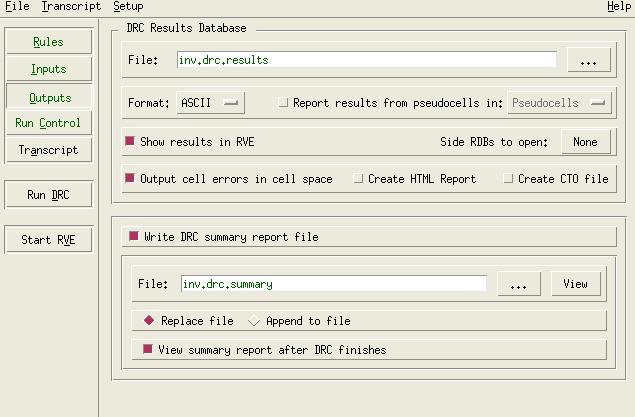 File Transcript Setup Help
Rules
Inputs
Outputs
Run Control
Transcript
Run DRC
Start RVE
DRC Results Database
File: inv.drc.results ...
Format: ASCII Report results from pseudocells in: Pseudocells
Show results in RVE Side RDBs to open: None
Output cell errors in cell space Create HTML Report Create CTO file
Write DRC summary report file
File: inv.drc.summary ... View
Replace file Append to file
View summary report after DRC finishes